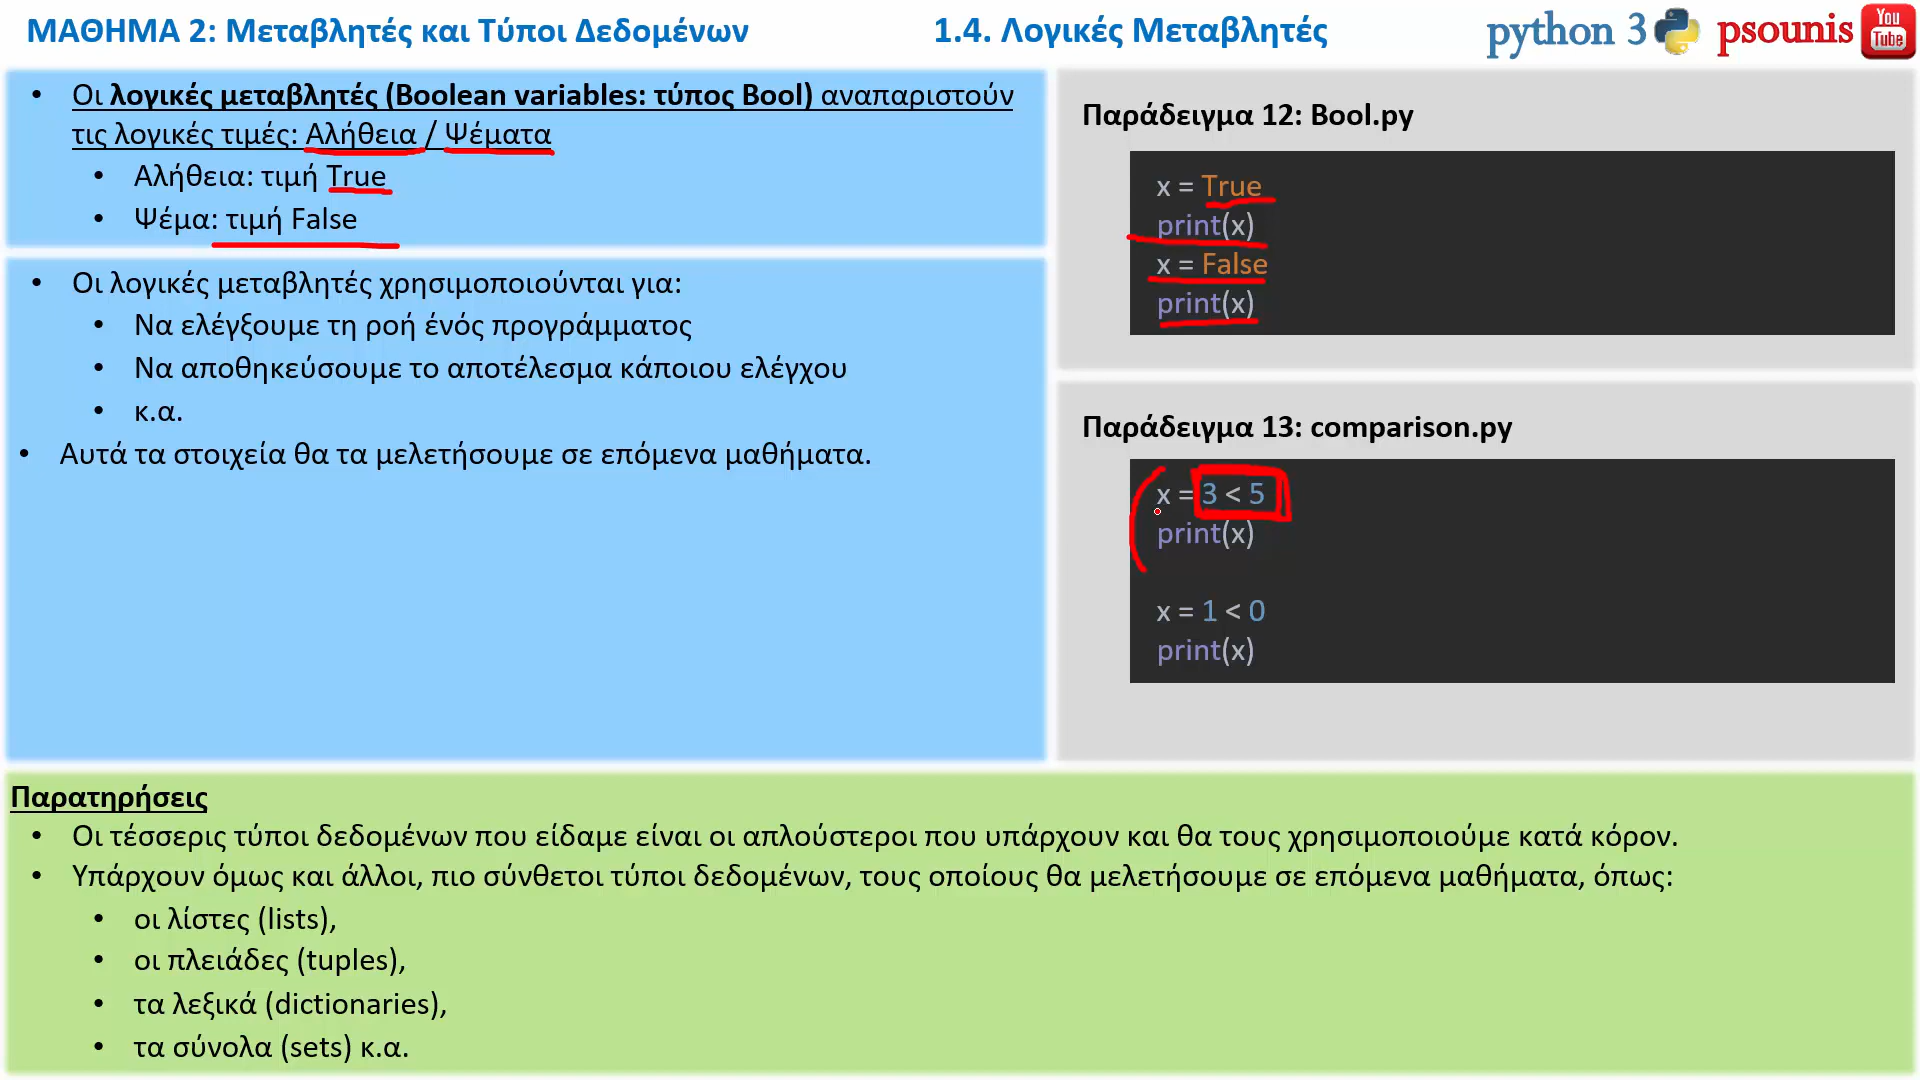 ΜΑΘΗΜΑ 2: Μεταβλητές και Τύποι Δεδομένων
1.4. Λογικές Μεταβλητές
python 3
psounis
You Tube
• Οι λογικές μεταβλητές (Boolean variables: τύπος Bool) αναπαριστούν
τις λογικές τιμές: Αλήθεια / Ψέματα
• Αλήθεια: τιμή True
• Ψέμα: τιμή False
• Οι λογικές μεταβλητές χρησιμοποιούνται για:
• Να ελέγξουμε τη ροή ένός προγράμματος
• Να αποθηκεύσουμε το αποτέλεσμα κάποιου ελέγχου
• κ.α.
• Αυτά τα στοιχεία θα τα μελετήσουμε σε επόμενα μαθήματα.
Παράδειγμα 12: Bool.py
x = True
print(x)
x = False
print(x)
Παράδειγμα 13: comparison.py
x = 3 < 5
print(x)
x = 1 < 0
print(x)
Παρατηρήσεις
• Οι τέσσερις τύποι δεδομένων που είδαμε είναι οι απλούστεροι που υπάρχουν και θα τους χρησιμοποιούμε κατά κόρον.
• Υπάρχουν όμως και άλλοι, πιο σύνθετοι τύποι δεδομένων, τους οποίους θα μελετήσουμε σε επόμενα μαθήματα, όπως:
• οι λίστες (lists),
• οι πλειάδες (tuples),
• τα λεξικά (dictionaries),
• τα σύνολα (sets) κ.α.